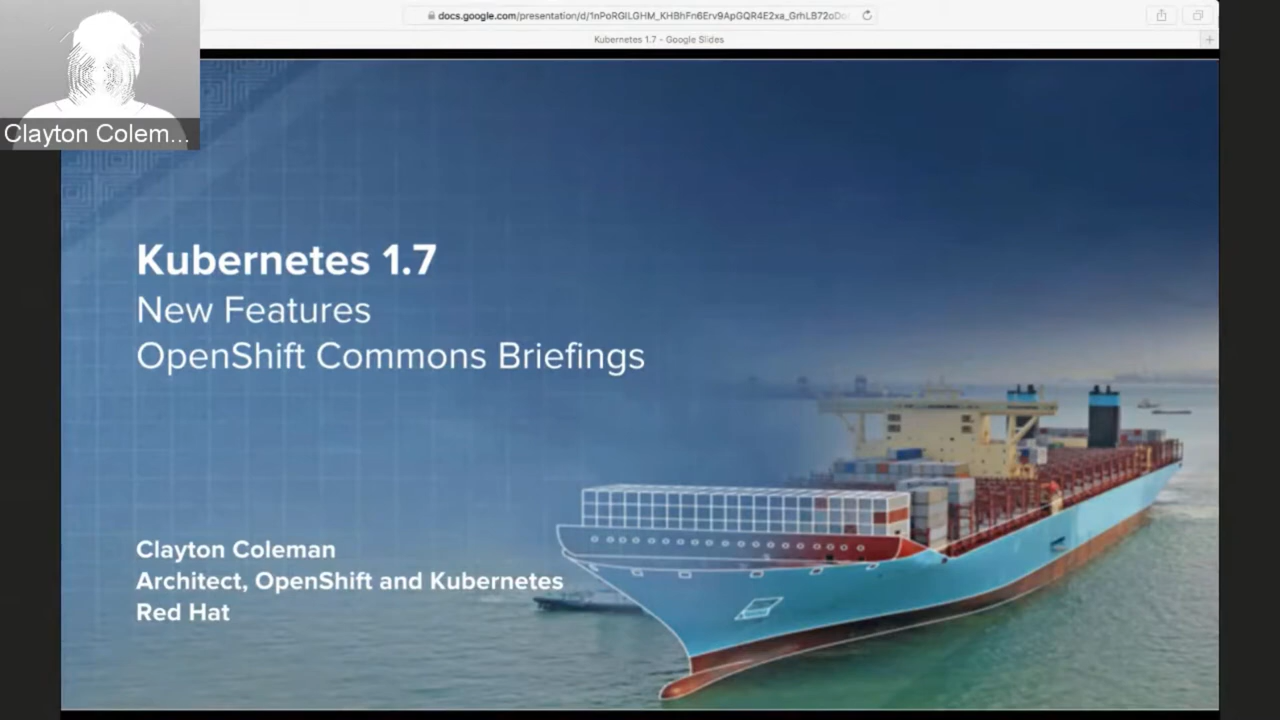 docs.google.com/presentation/d/
Kubernetes 1.7 - Google Slides
+
Clayton Colem...
Kubernetes 1.7
New Features
OpenShift Commons Briefings
Clayton Coleman
Architect, OpenShift and Kubernetes
Red Hat